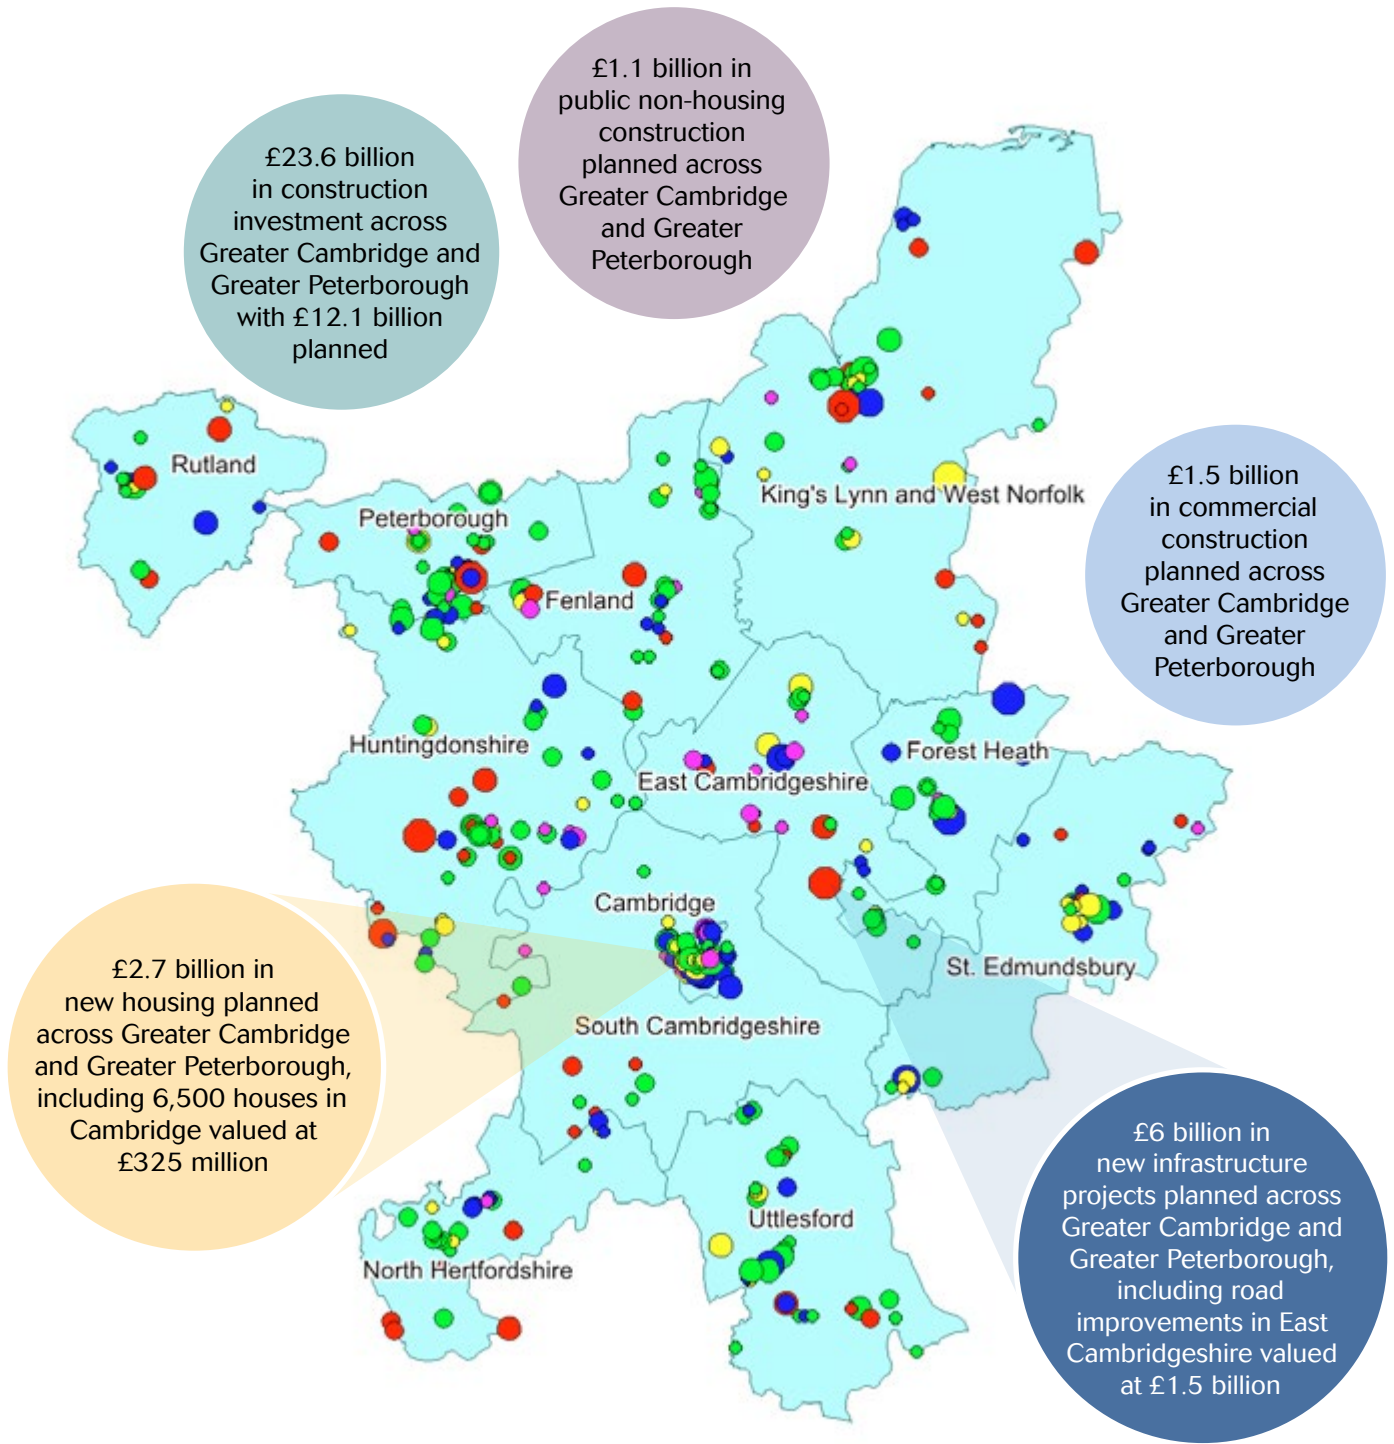 £1.1 billion in
public non-housing
construction
planned across
Greater Cambridge
and Greater
Peterborough
£23.6 billion
in construction
investment across
Greater Cambridge and
Greater Peterborough
with £12.1 billion
planned
£1.5 billion
in commercial
construction
planned across
Greater Cambridge
and Greater
Peterborough
Rutland
King's Lynn and West Norfolk
Peterborough
Fenland
Huntingdonshire
Forest Heath
East Cambridgeshire
Cambridge
St. Edmundsbury
South Cambridgeshire
£2.7 billion in
new housing planned
across Greater Cambridge
and Greater Peterborough,
including 6,500 houses in
Cambridge valued at
£325 million
Uttlesford
North Hertfordshire
£6 billion in
new infrastructure
projects planned across
Greater Cambridge and
Greater Peterborough,
including road
improvements in East
Cambridgeshire valued
at £1.5 billion